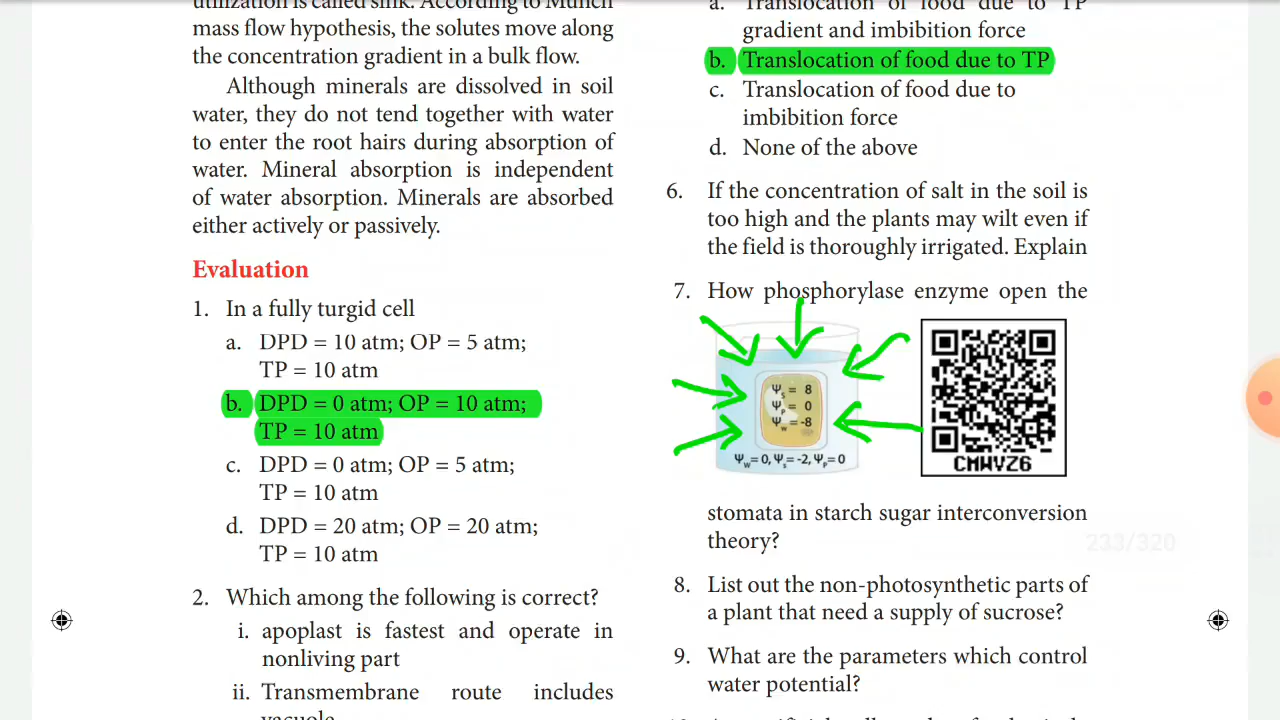 utilization is called sink. According to Munch
mass flow hypothesis, the solutes move along
the concentration gradient in a bulk flow.
Although minerals are dissolved in soil
water, they do not tend together with water
to enter the root hairs during absorption of
water. Mineral absorption is independent
of water absorption. Minerals are absorbed
either actively or passively.
Evaluation
1. In a fully turgid cell
a. DPD = 10 atm; OP = 5 atm;
TP = 10 atm
b. DPD = 0 atm; OP = 10 atm;
TP = 10 atm
c. DPD = 0 atm; OP = 5 atm;
TP = 10 atm
d. DPD = 20 atm; OP = 20 atm;
TP = 10 atm
2. Which among the following is correct?
i. apoplast is fastest and operate in
nonliving part
ii. Transmembrane route includes
vacuole
a. Translocation of food due to TP
gradient and imbibition force
b. Translocation of food due to TP
c. Translocation of food due to
imbibition force
d. None of the above
6. If the concentration of salt in the soil is
too high and the plants may wilt even if
the field is thoroughly irrigated. Explain
7. How phosphorylase enzyme open the
Ψs = 8
Ψp = 0
Ψw = -8
Ψw= 0, Ψs= -2, Ψp= 0
CMWVZ6
stomata in starch sugar interconversion
theory?
233/320
8. List out the non-photosynthetic parts of
a plant that need a supply of sucrose?
9. What are the parameters which control
water potential?